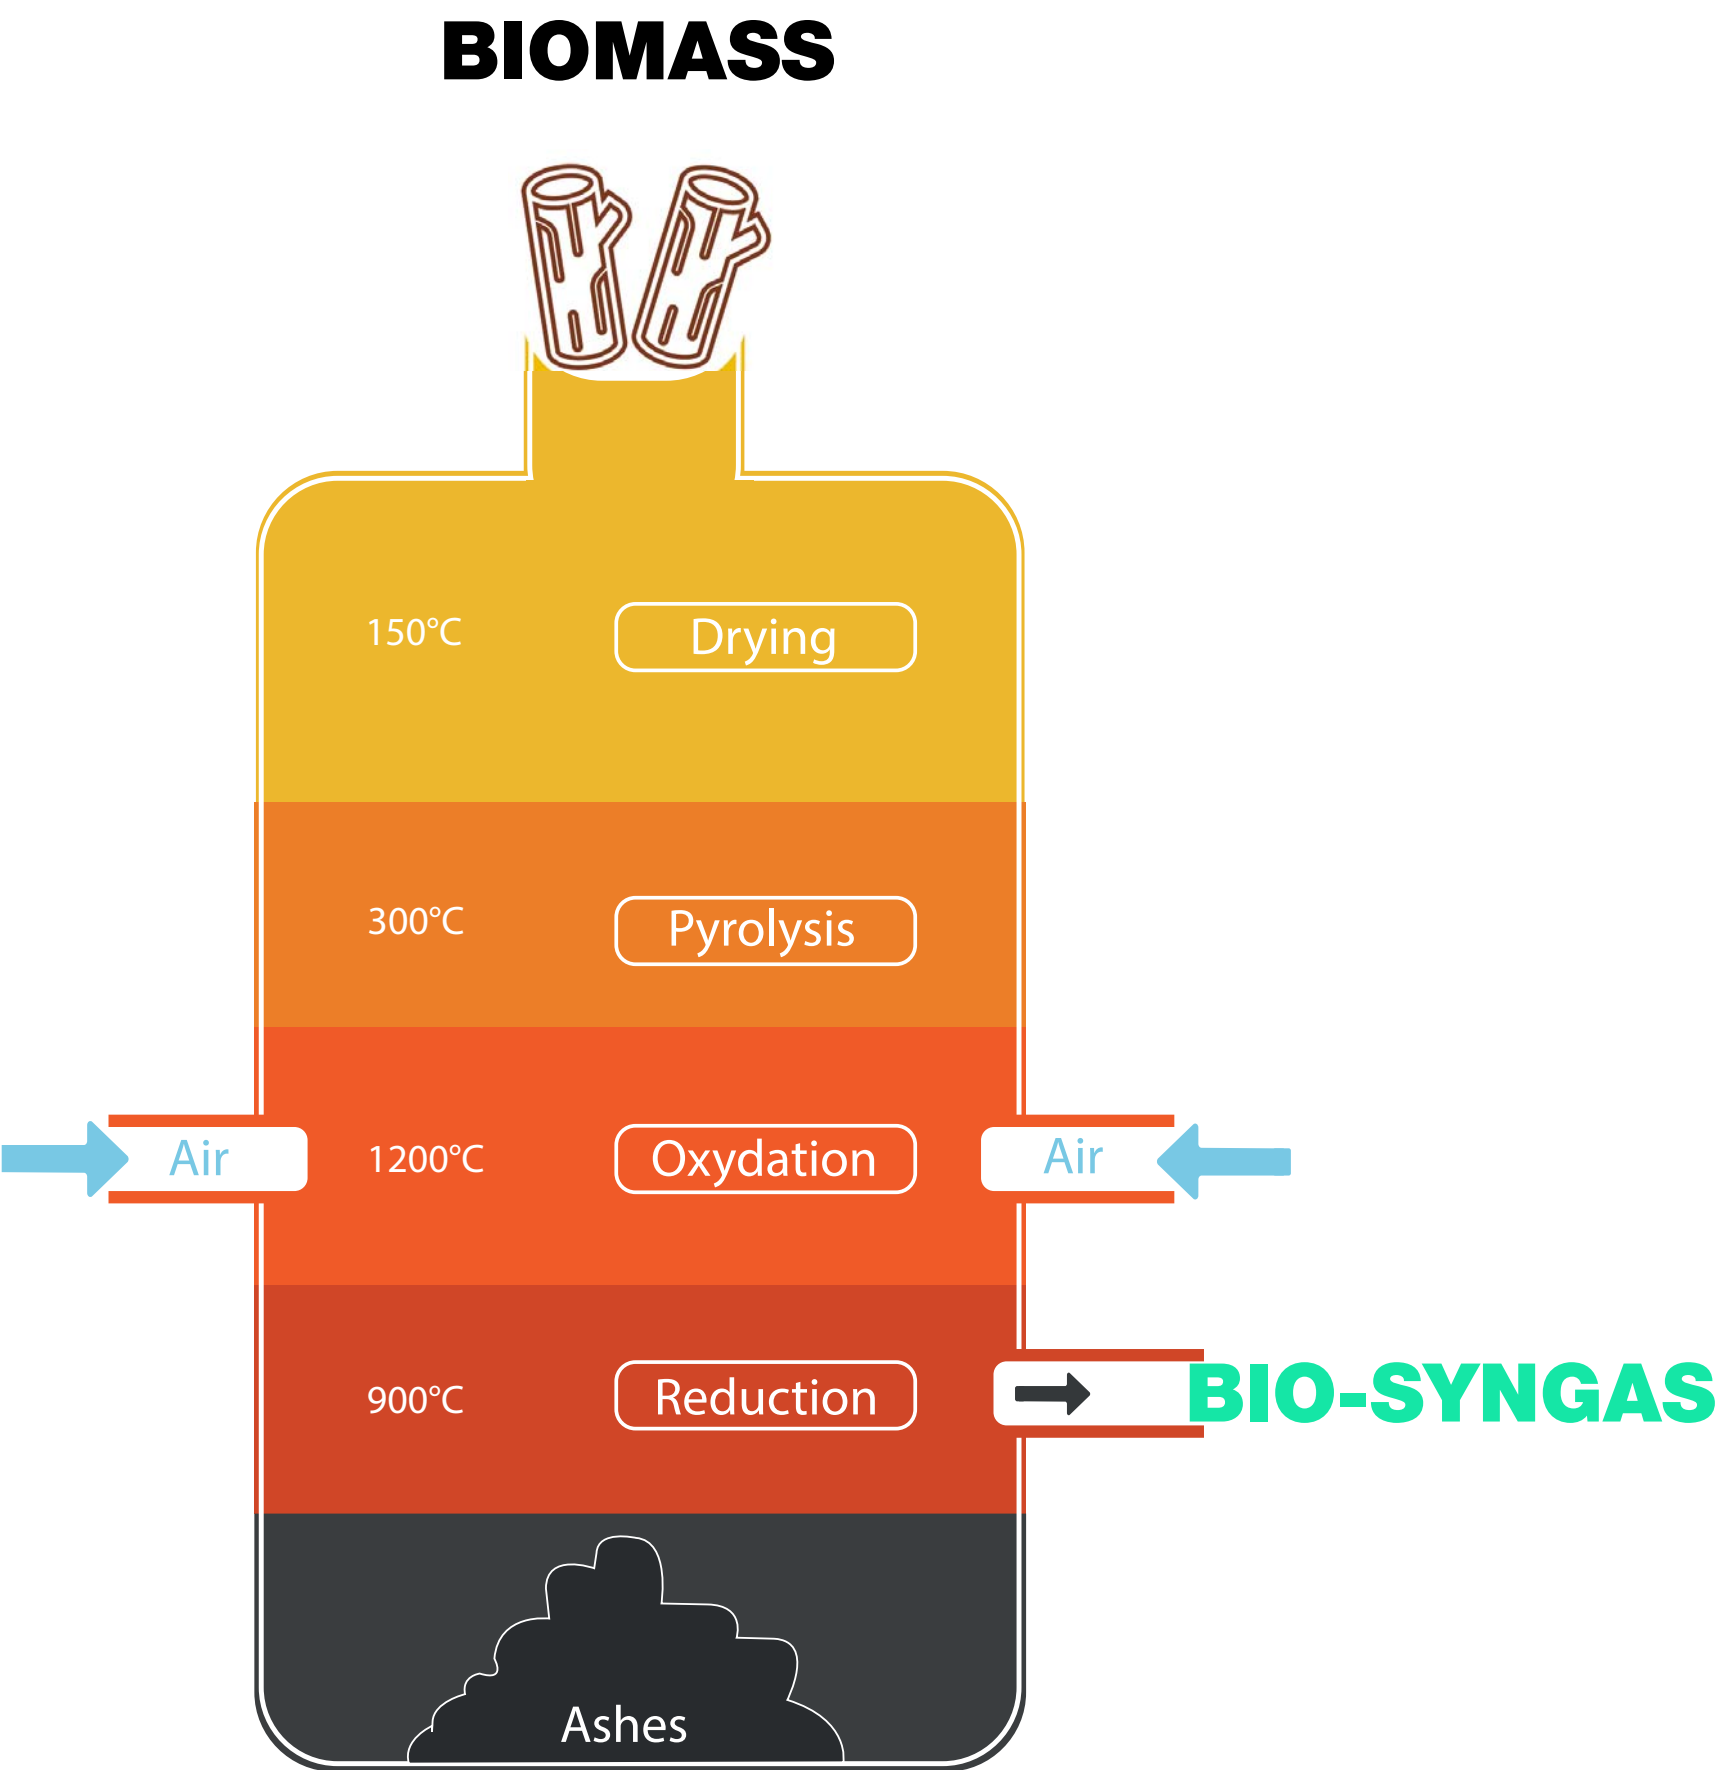 BIOMASS
150°C
Drying
300°C
Pyrolysis
Air
1200°C
Oxydation
Air
900°C
Reduction
BIO-SYNGAS
Ashes